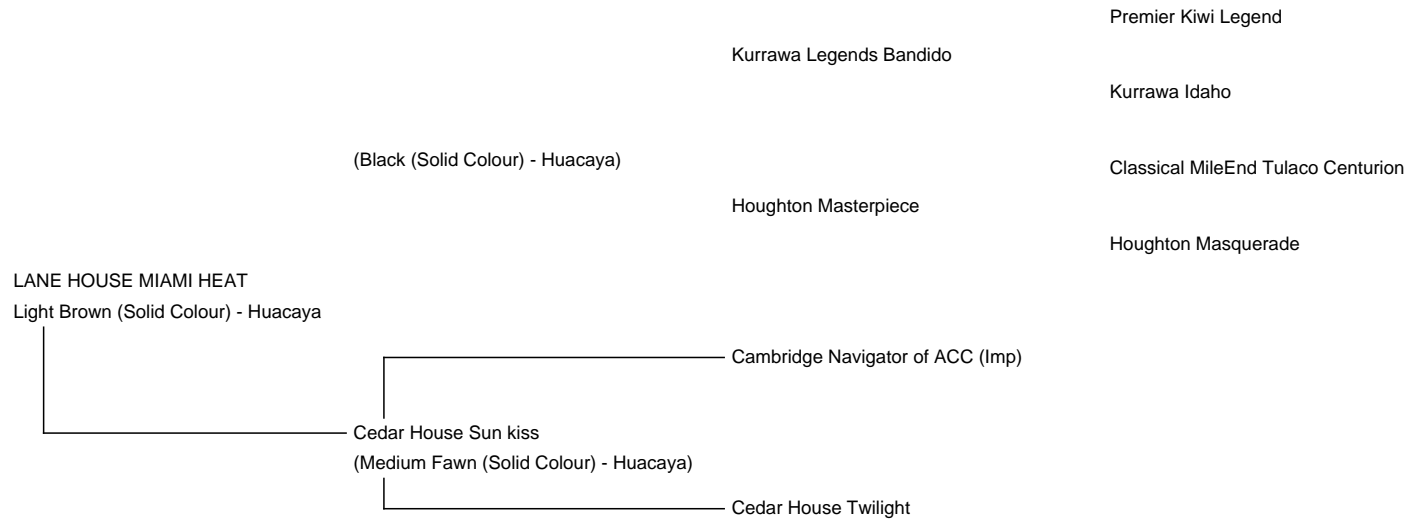 Premier Kiwi Legend
Kurrawa Legends Bandido
Kurrawa Idaho
(Black (Solid Colour) - Huacaya)
Classical MileEnd Tulaco Centurion
Houghton Masterpiece
Houghton Masquerade
LANE HOUSE MIAMI HEAT
Light Brown (Solid Colour) - Huacaya
Cambridge Navigator of ACC (Imp)
Cedar House Sun kiss
(Medium Fawn (Solid Colour) - Huacaya)
Cedar House Twilight